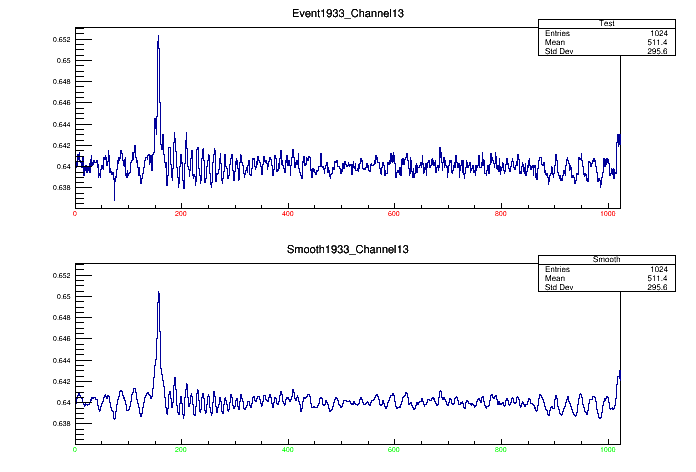 Event1933_Channel13
Test
Entries 1024
Mean 511.4
Std Dev 295.6
0.652
0.65
0.648
0.646
0.644
0.642
0.64
0.638
0 200 400 600 800 1000
Smooth1933_Channel13
Smooth
Entries 1024
Mean 511.4
Std Dev 295.6
0.652
0.65
0.648
0.646
0.644
0.642
0.64
0.638
0 200 400 600 800 1000